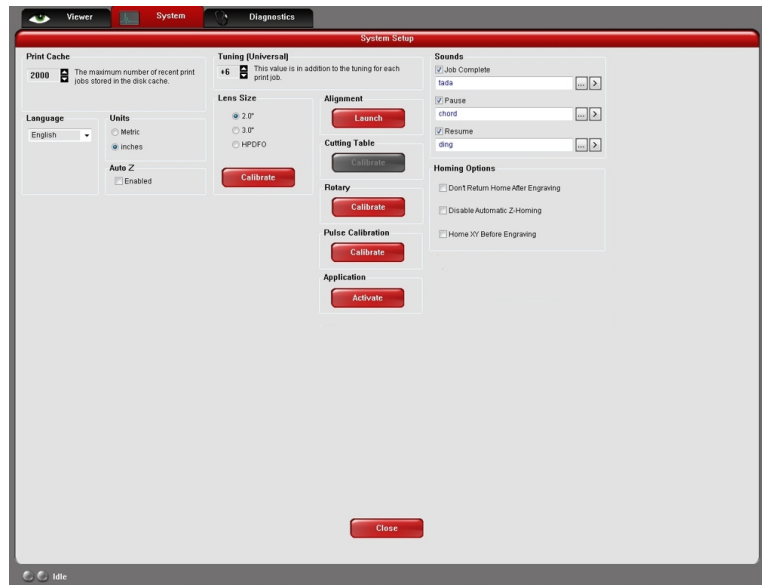 Viewer
System
Diagnostics
System Setup
Print Cache
2000
The maximum number of recent print
jobs stored in the disk cache.
Language
English
Units
Metric
inches
Auto Z
Enabled
Tuning (Universal)
+6
This value is in addition to the tuning for each
print job.
Lens Size
2.0"
3.0"
HPDFO
Calibrate
Alignment
Launch
Cutting Table
Calibrate
Rotary
Calibrate
Pulse Calibration
Calibrate
Application
Activate
Sounds
Job Complete
tada
... >
Pause
chord
... >
Resume
ding
... >
Homing Options
Don't Return Home After Engraving
Disable Automatic Z-Homing
Home XY Before Engraving
Close
Idle